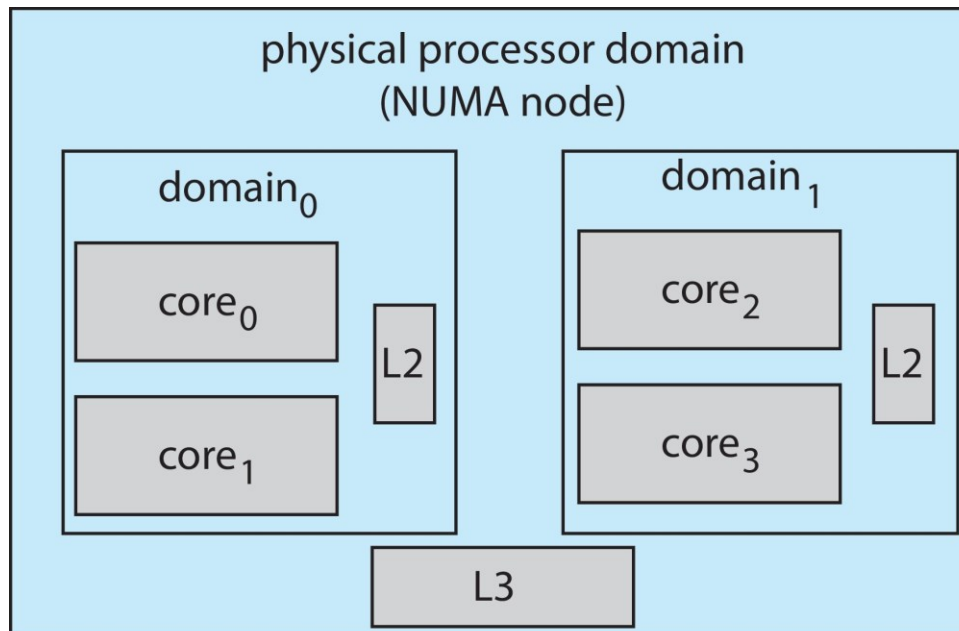 physical processor domain
(NUMA node)
domain₀
core₀
L2
core₁
domain₁
core₂
L2
core₃
L3